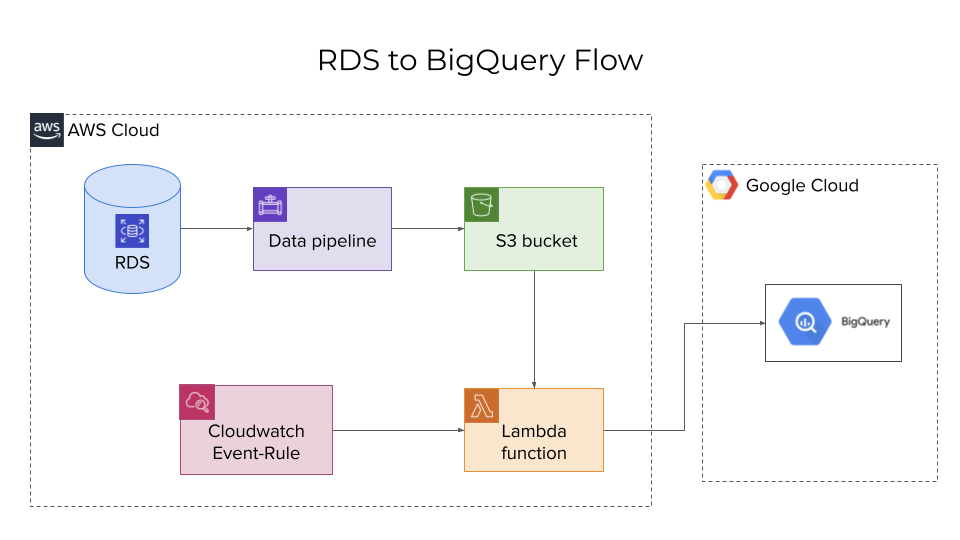 RDS to BigQuery Flow
aws
AWS Cloud
Google Cloud
RDS
Data pipeline
S3 bucket
BigQuery
Cloudwatch
Event-Rule
Lambda
function